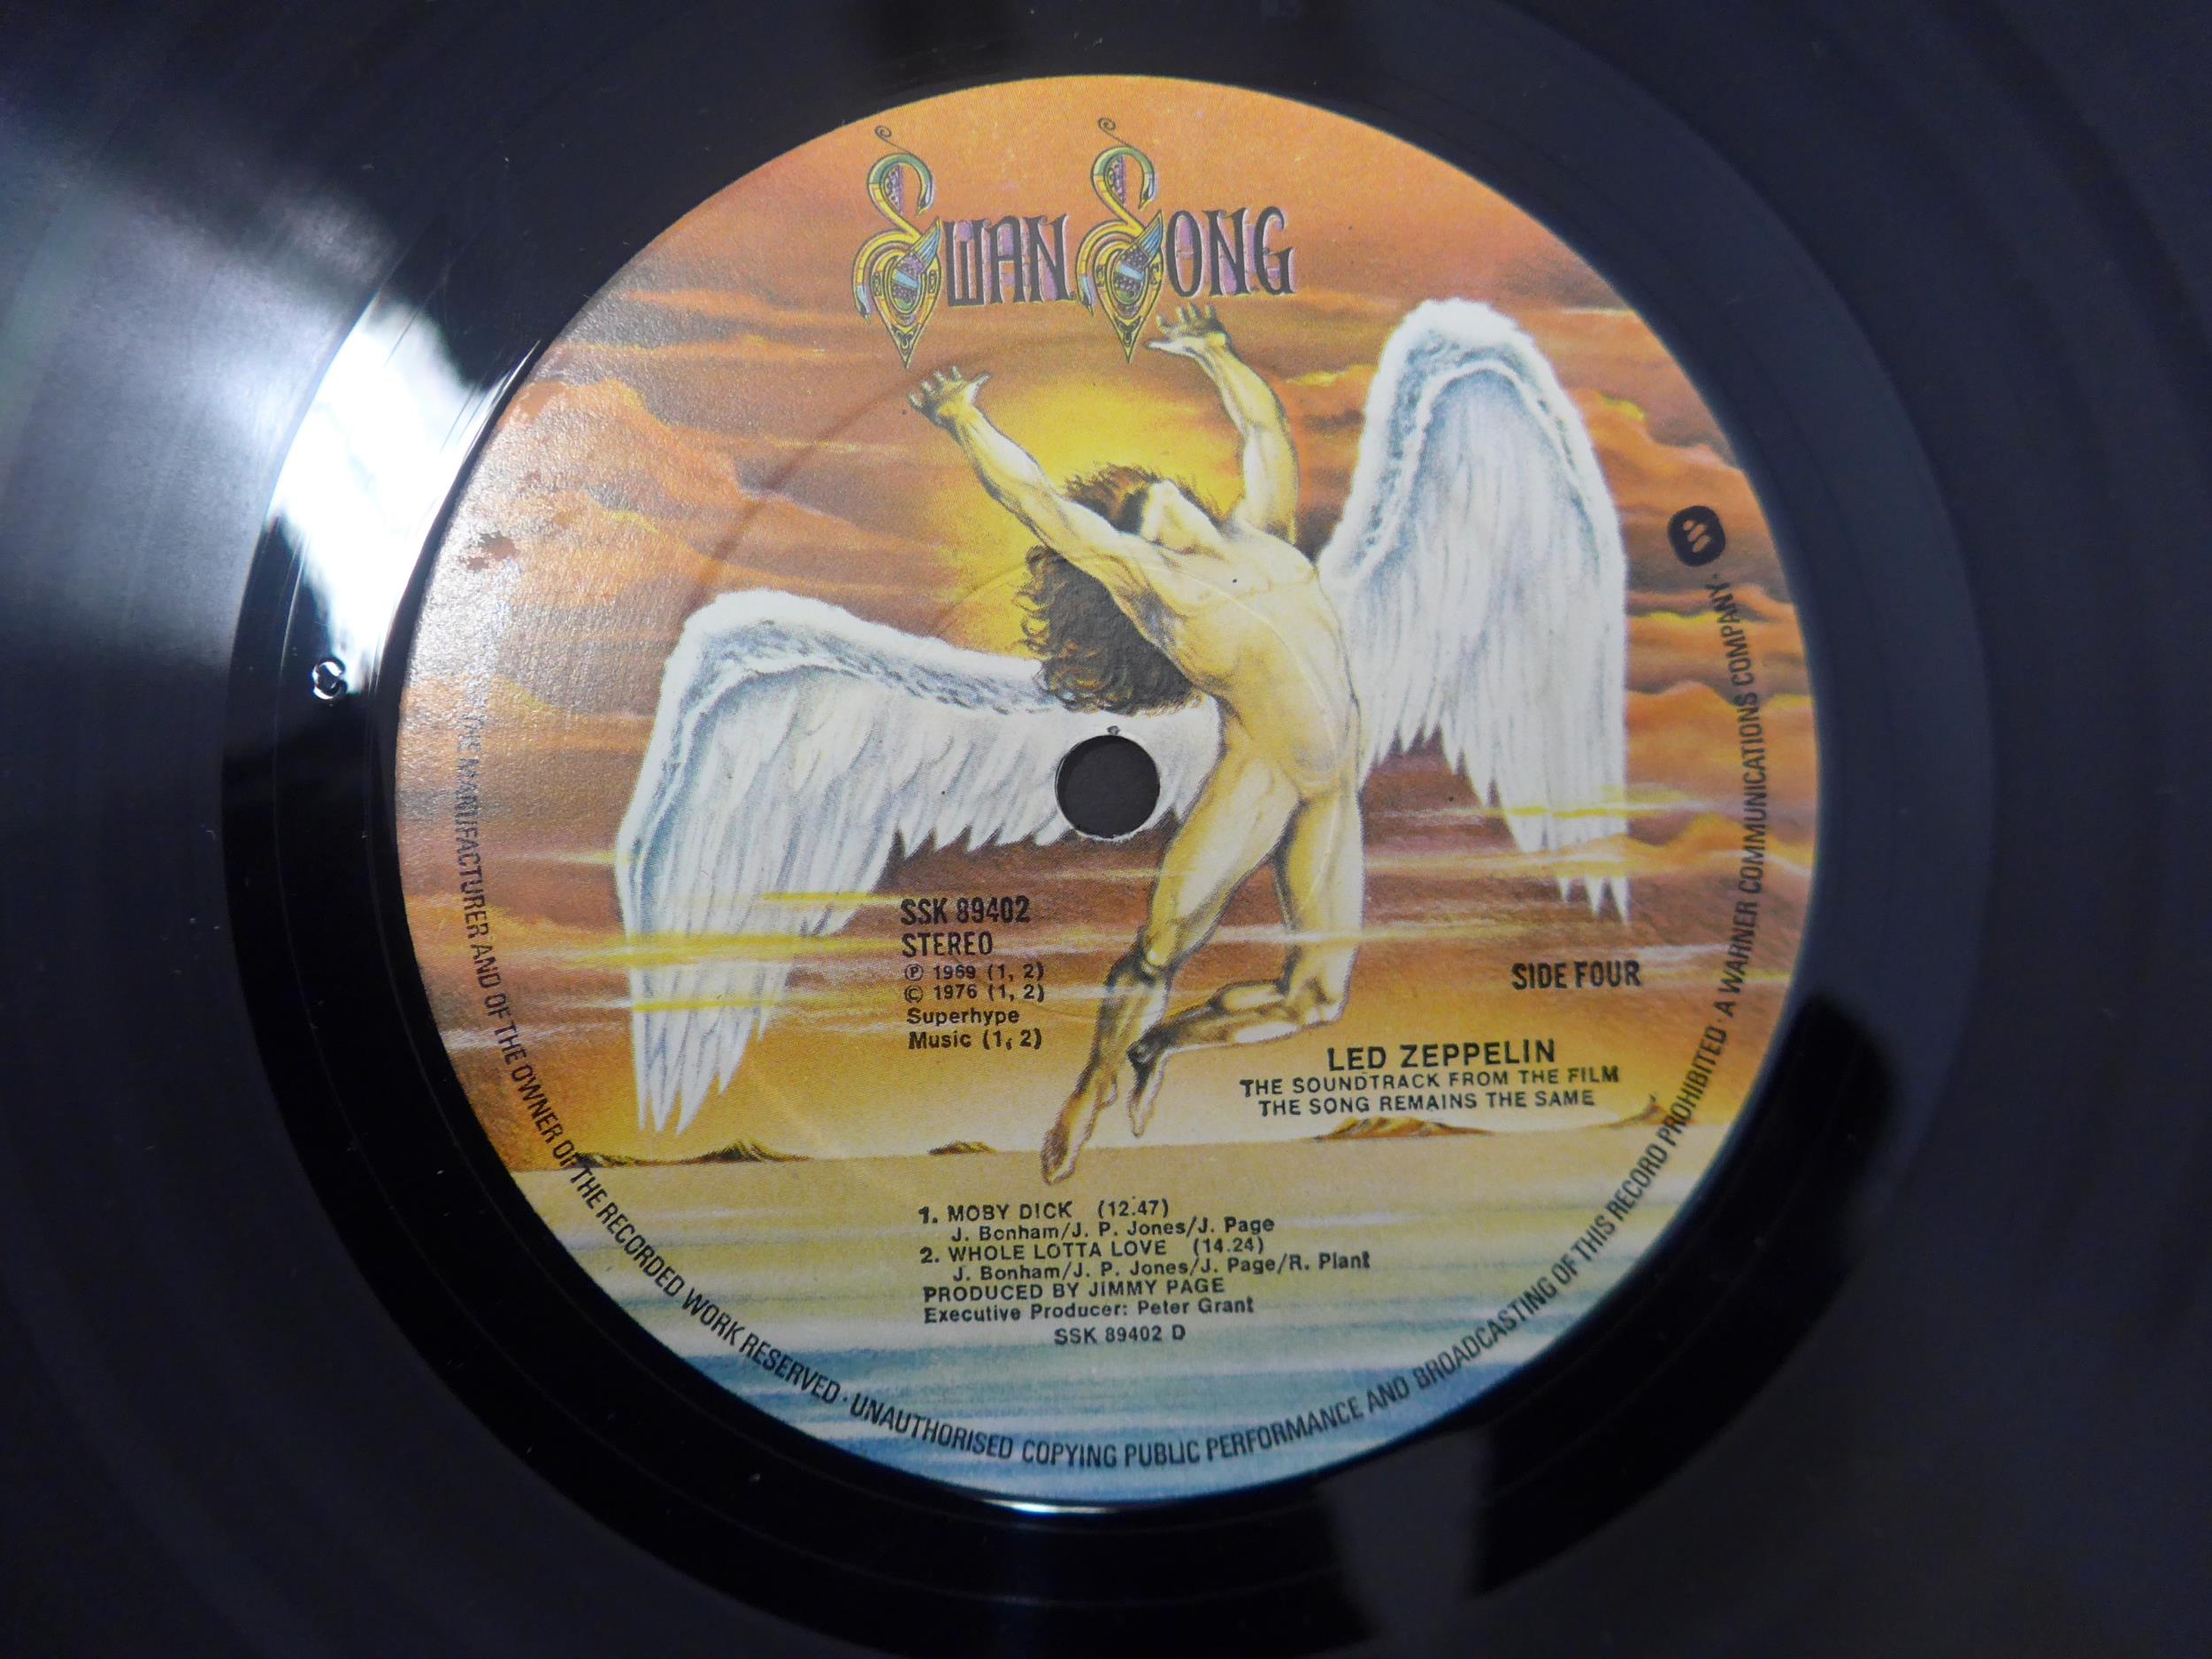 SWAN SONG
SSK 89402
STEREO
Ⓟ 1969 (1, 2)
© 1976 (1, 2)
Superhype
Music (1, 2)
SIDE FOUR
LED ZEPPELIN
THE SOUNDTRACK FROM THE FILM
THE SONG REMAINS THE SAME
1. MOBY DICK (12.47)
J. Bonham/J. P. Jones/J. Page
2. WHOLE LOTTA LOVE (14.24)
J. Bonham/J. P. Jones/J. Page/R. Plant
PRODUCED BY JIMMY PAGE
Executive Producer: Peter Grant
SSK 89402 D
THE MANUFACTURER AND OF THE OWNER OF THE RECORDED WORK RESERVED · UNAUTHORISED COPYING PUBLIC PERFORMANCE AND BROADCASTING OF THIS RECORD PROHIBITED · A WARNER COMMUNICATIONS COMPANY ·